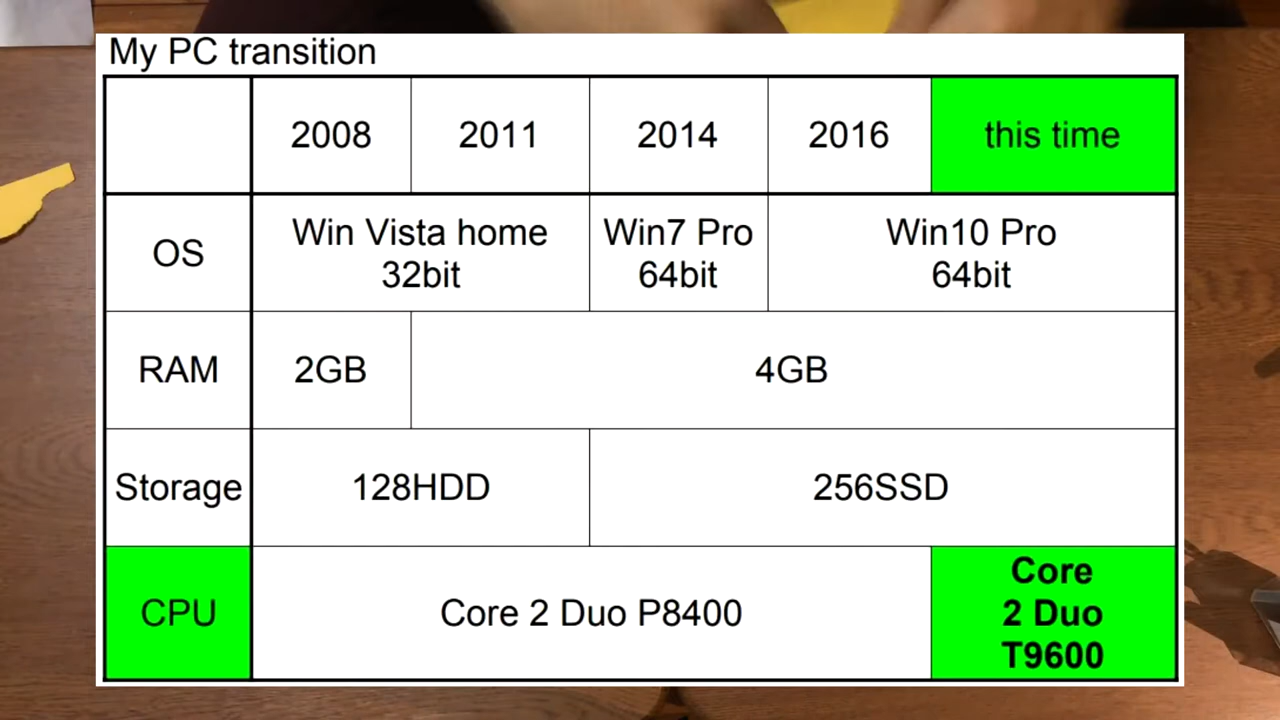 My PC transition
2008
2011
2014
2016
this time
OS
Win Vista home
32bit
Win7 Pro
64bit
Win10 Pro
64bit
RAM
2GB
4GB
Storage
128HDD
256SSD
CPU
Core 2 Duo P8400
Core
2 Duo
T9600